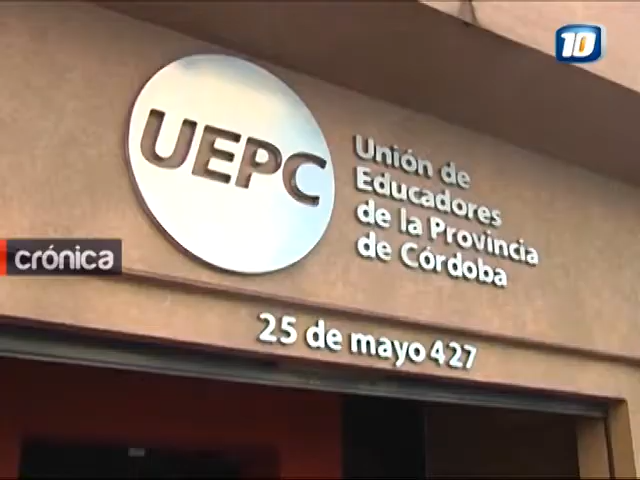 10
UEPC
Unión de
Educadores
de la Provincia
de Córdoba
crónica
25 de mayo 427